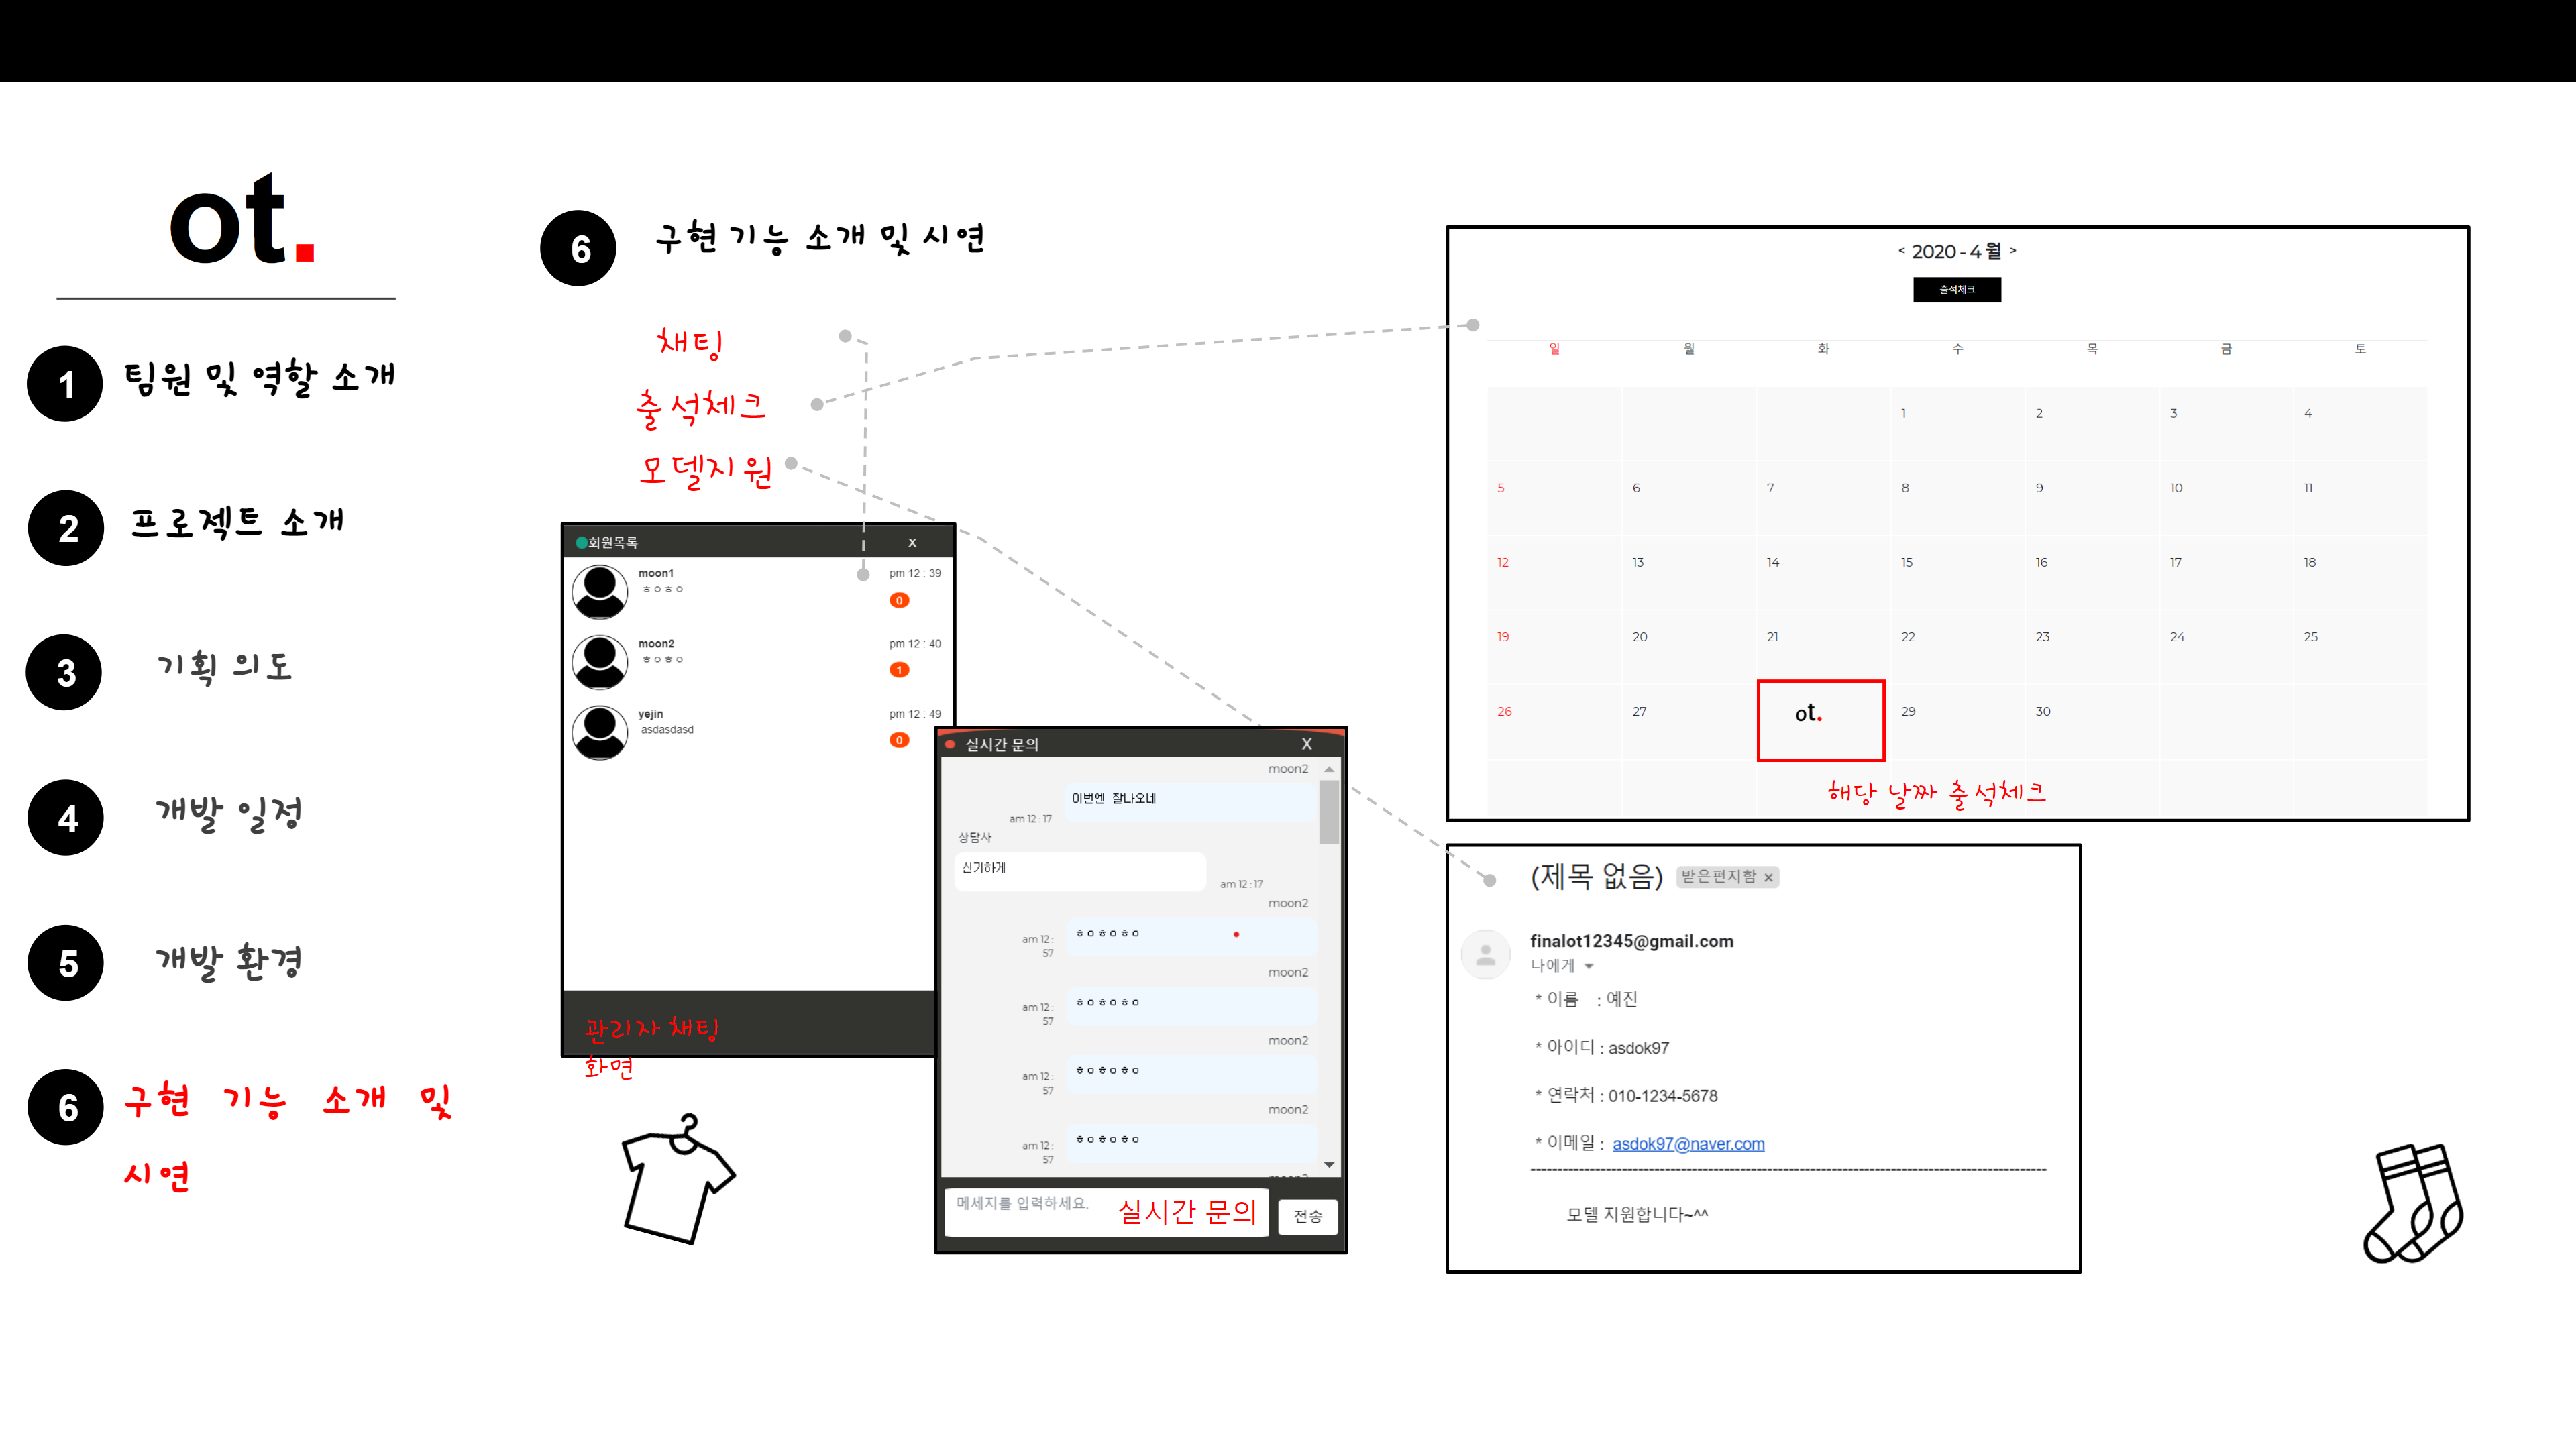 ot.
1 팀원 및 역할 소개
2 프로젝트 소개
3 기획 의도
4 개발 일정
5 개발 환경
6 구현 기능 소개 및
시연
6 구현 기능 소개 및 시연
채팅
출석체크
모델지원
회원목록 X
moon1 pm 12 : 39
ㅎㅇㅎㅇ 0
moon2 pm 12 : 40
ㅎㅇㅎㅇ 1
yejin pm 12 : 49
asdasdasd 0
관리자 채팅
화면
실시간 문의 X
moon2
이번엔 잘나오네
am 12 : 17
상담사
신기하게
am 12 : 17
moon2
ㅎㅇㅎㅇㅎㅇ
am 12 :
57
moon2
ㅎㅇㅎㅇㅎㅇ
am 12 :
57
moon2
ㅎㅇㅎㅇㅎㅇ
am 12 :
57
moon2
ㅎㅇㅎㅇㅎㅇ
am 12 :
57
메세지를 입력하세요. 실시간 문의 전송
< 2020 - 4 월 >
출석체크
일 월 화 수 목 금 토
1 2 3 4
5 6 7 8 9 10 11
12 13 14 15 16 17 18
19 20 21 22 23 24 25
26 27 ot. 29 30
해당 날짜 출석체크
(제목 없음) 받은편지함 x
finalot12345@gmail.com
나에게
* 이름 : 예진
* 아이디 : asdok97
* 연락처 : 010-1234-5678
* 이메일 : asdok97@naver.com
모델 지원합니다~^^